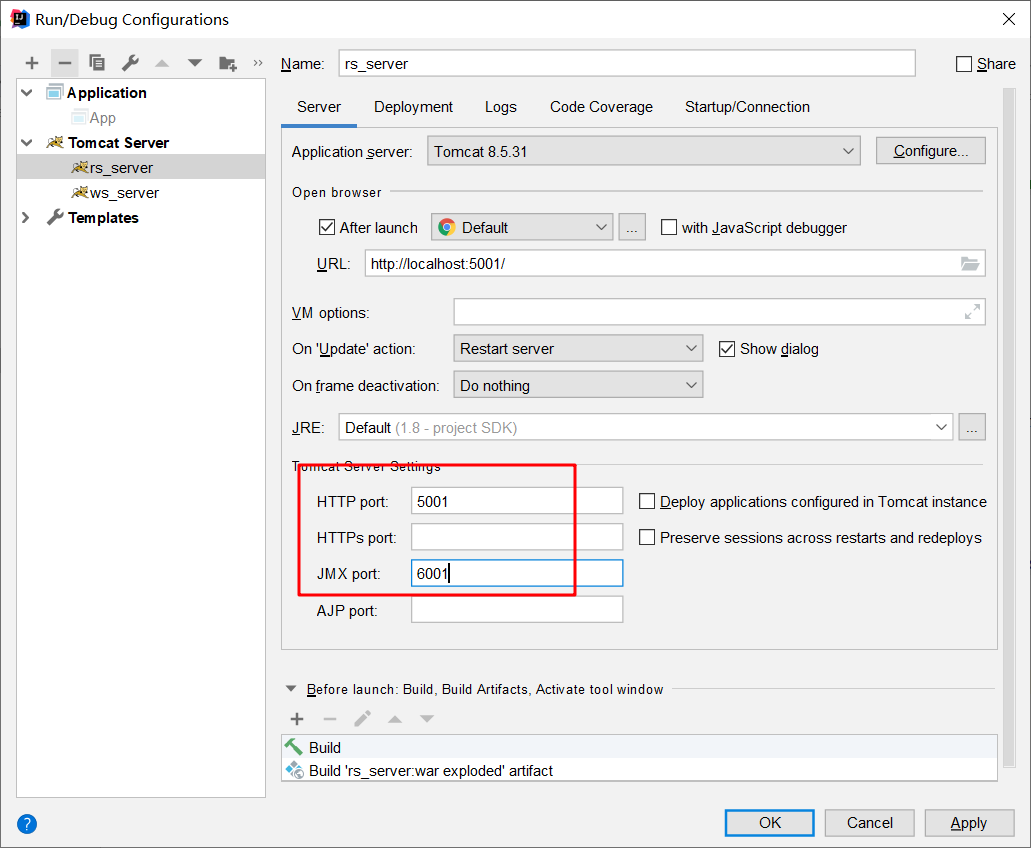 Run/Debug Configurations
Name: rs_server Share
Application
App
Tomcat Server
rs_server
ws_server
Templates
Server Deployment Logs Code Coverage Startup/Connection
Application server: Tomcat 8.5.31 Configure...
Open browser
After launch Default ... with JavaScript debugger
URL: http://localhost:5001/
VM options:
On 'Update' action: Restart server Show dialog
On frame deactivation: Do nothing
JRE: Default (1.8 - project SDK) ...
Tomcat Server Settings
HTTP port: 5001 Deploy applications configured in Tomcat instance
HTTPs port: Preserve sessions across restarts and redeploys
JMX port: 6001
AJP port:
Before launch: Build, Build Artifacts, Activate tool window
Build
Build 'rs_server:war exploded' artifact
? OK Cancel Apply